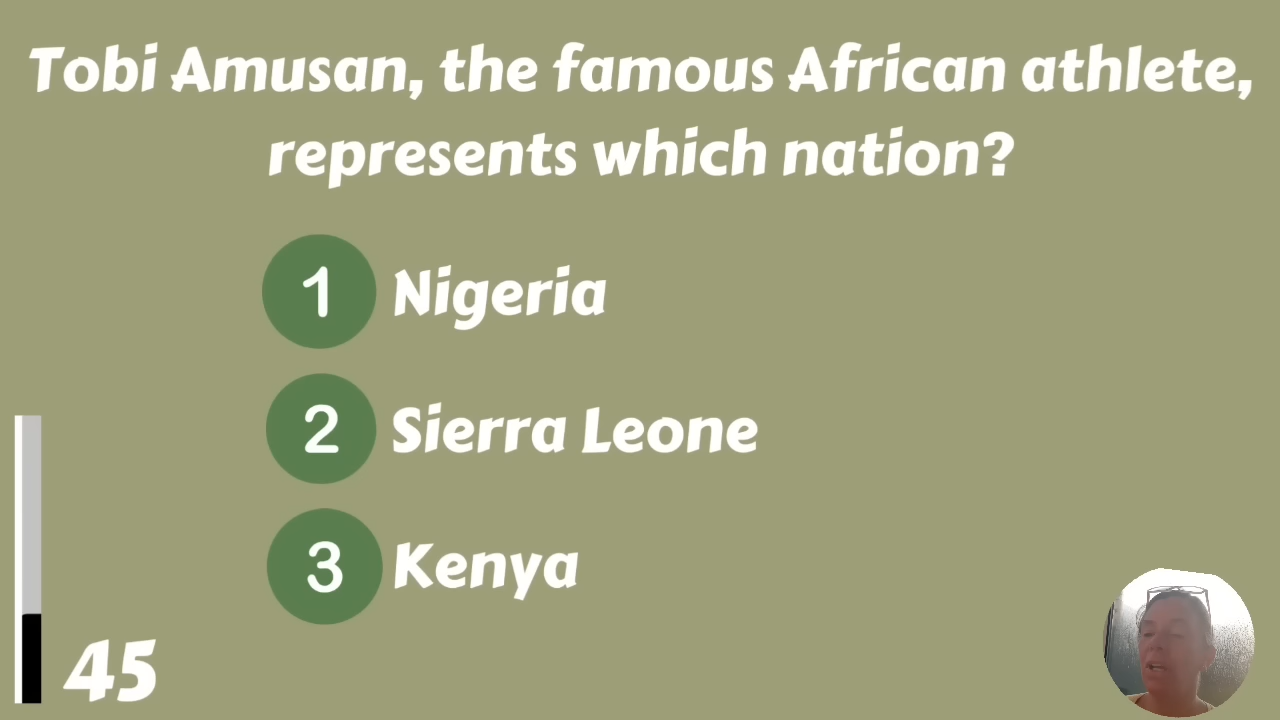 Tobi Amusan, the famous African athlete,
represents which nation?
1 Nigeria
2 Sierra Leone
3 Kenya
45